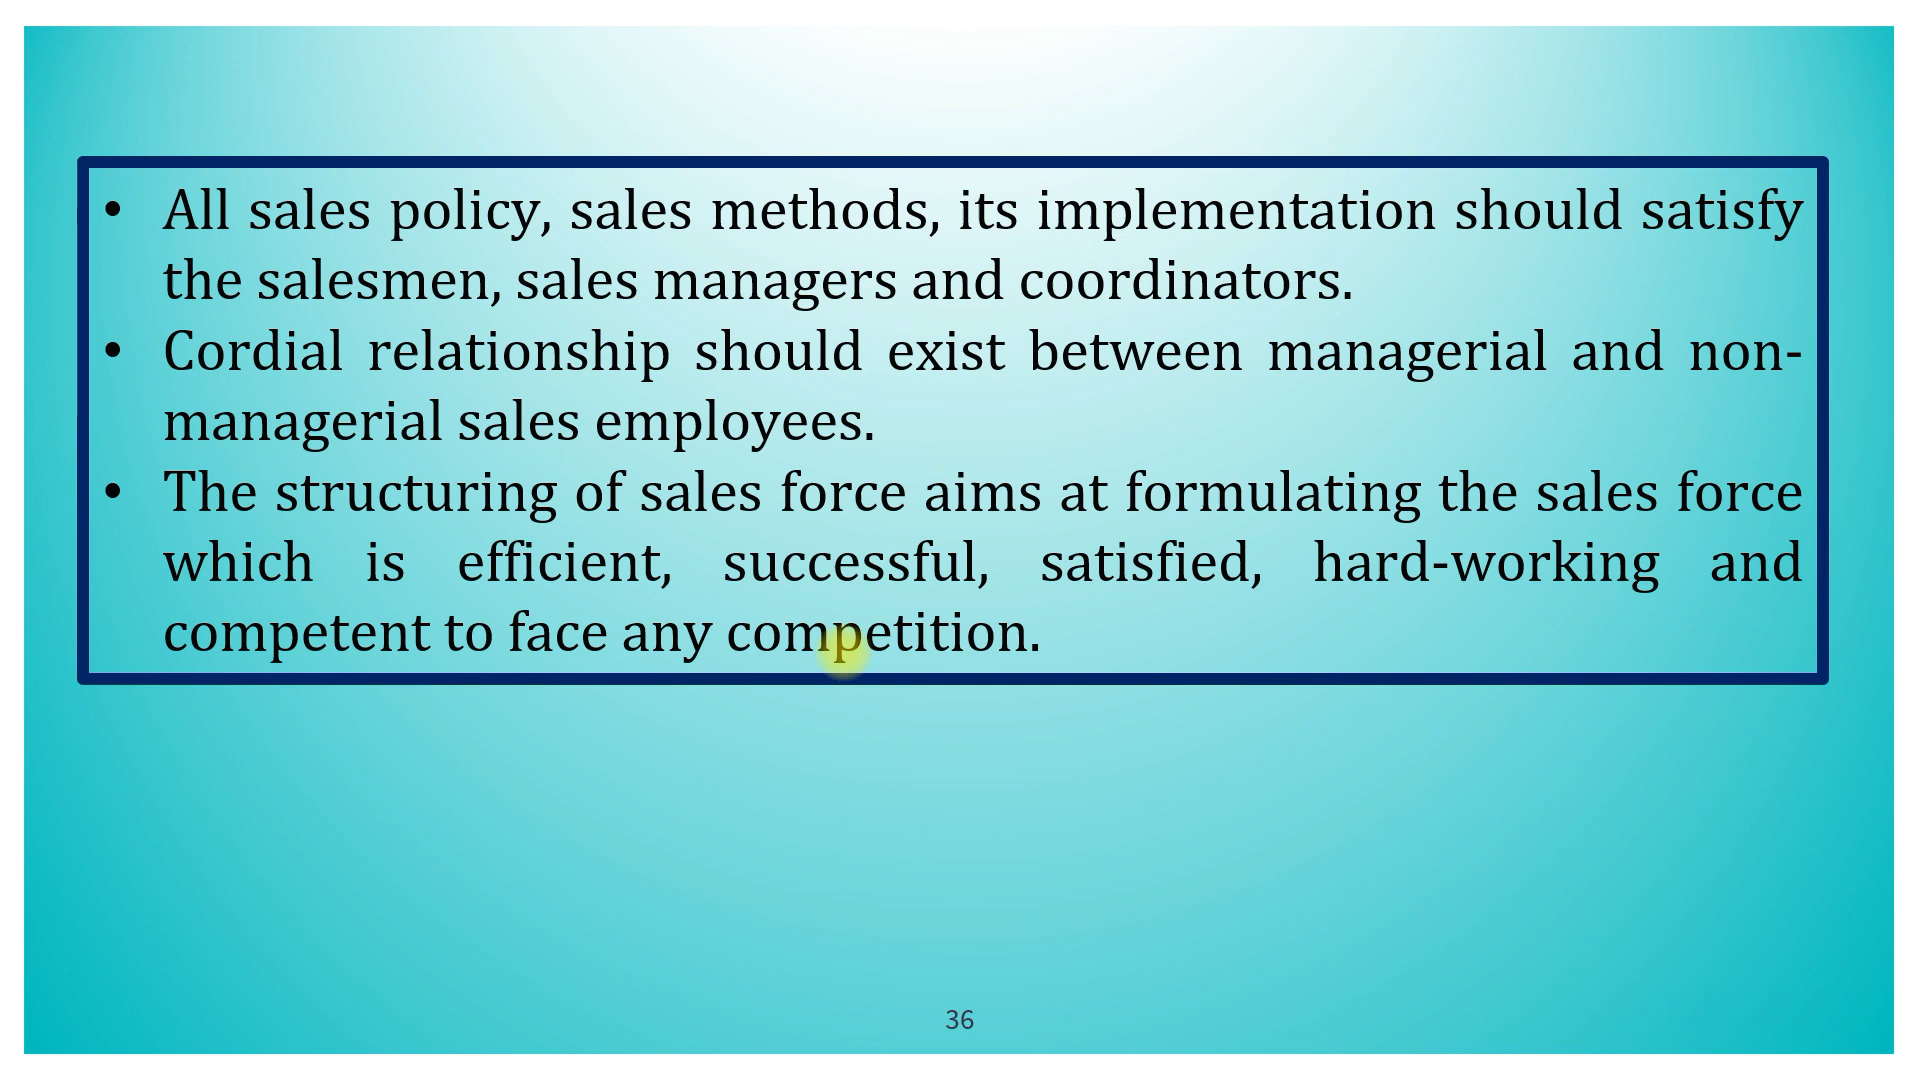 • All sales policy, sales methods, its implementation should satisfy
the salesmen, sales managers and coordinators.
• Cordial relationship should exist between managerial and non-
managerial sales employees.
• The structuring of sales force aims at formulating the sales force
which is efficient, successful, satisfied, hard-working and
competent to face any competition.
36